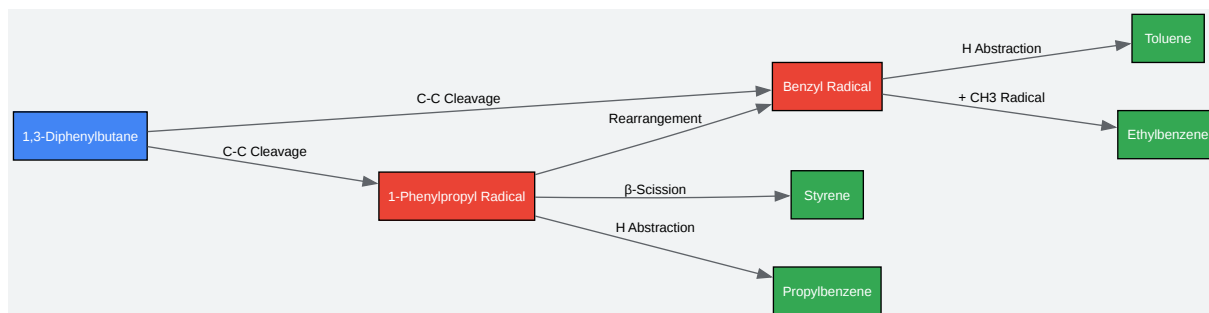 Toluene
H Abstraction
Benzyl Radical
C-C Cleavage
+ CH3 Radical
Rearrangement
1,3-Diphenylbutane
Ethylbenzene
C-C Cleavage
1-Phenylpropyl Radical
β-Scission
Styrene
H Abstraction
Propylbenzene